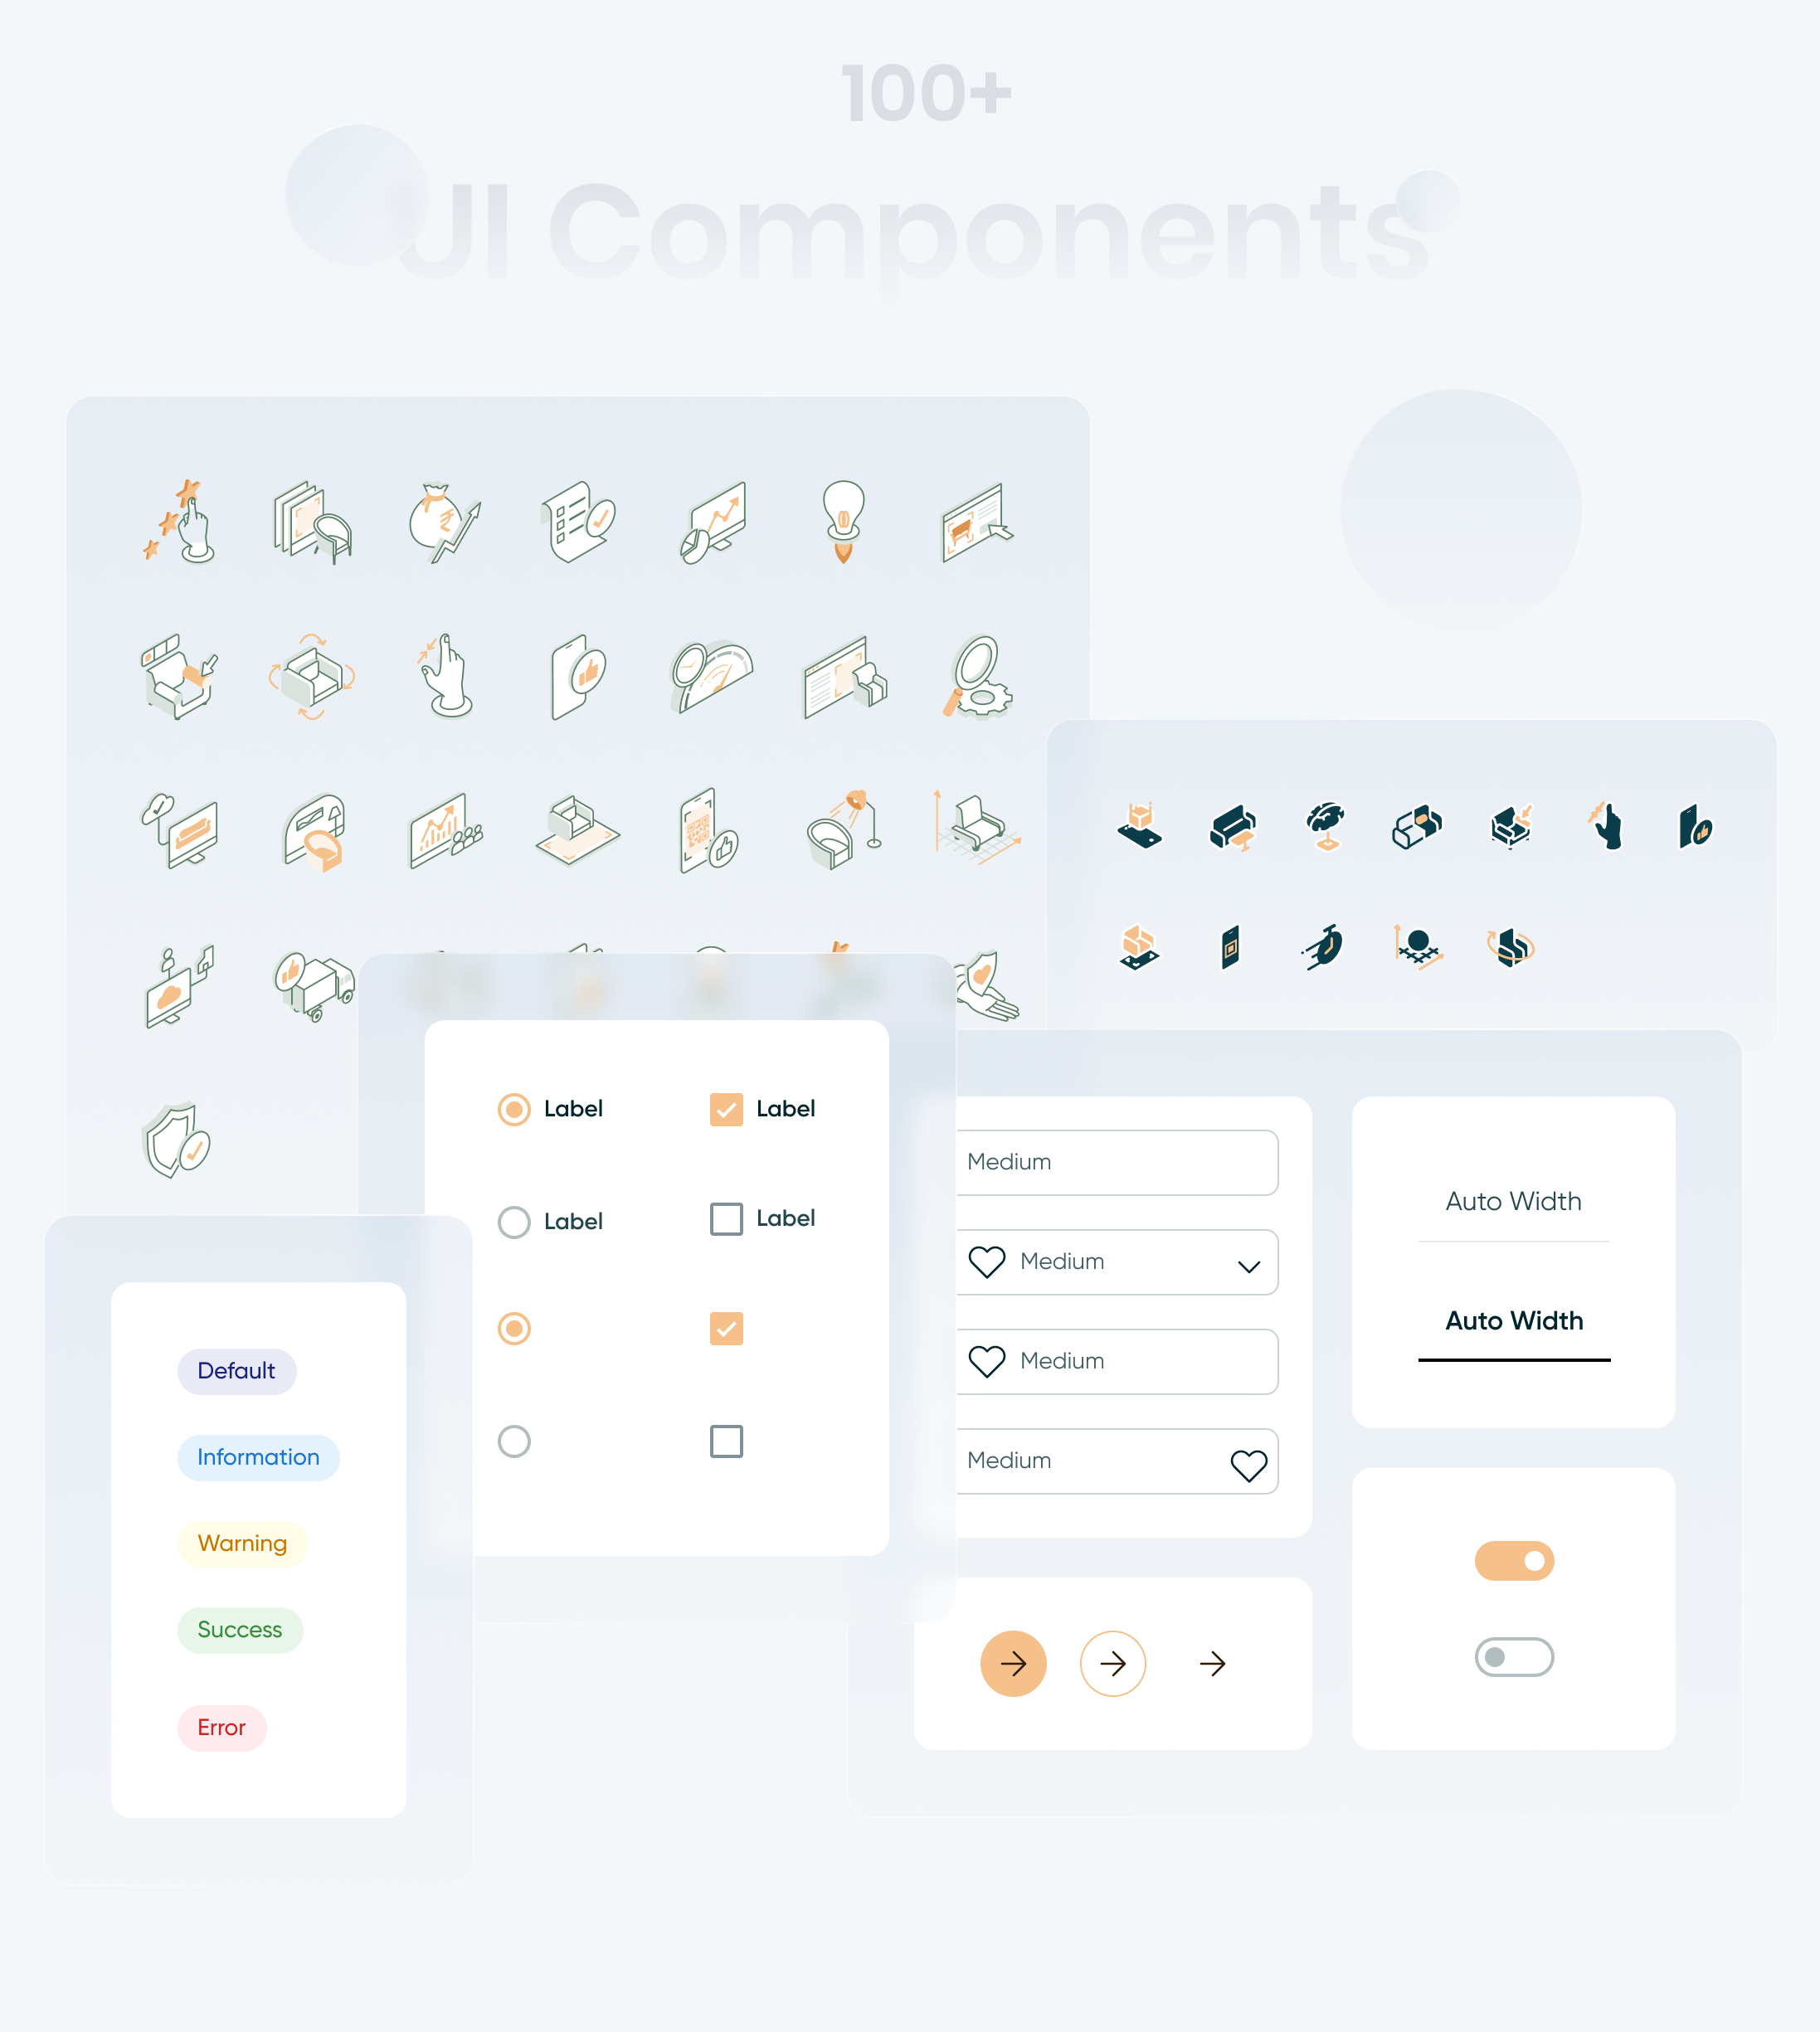 100+
UI Components
Label
Label
Label
Label
Medium
Medium
Medium
Medium
Auto Width
Auto Width
Default
Information
Warning
Success
Error